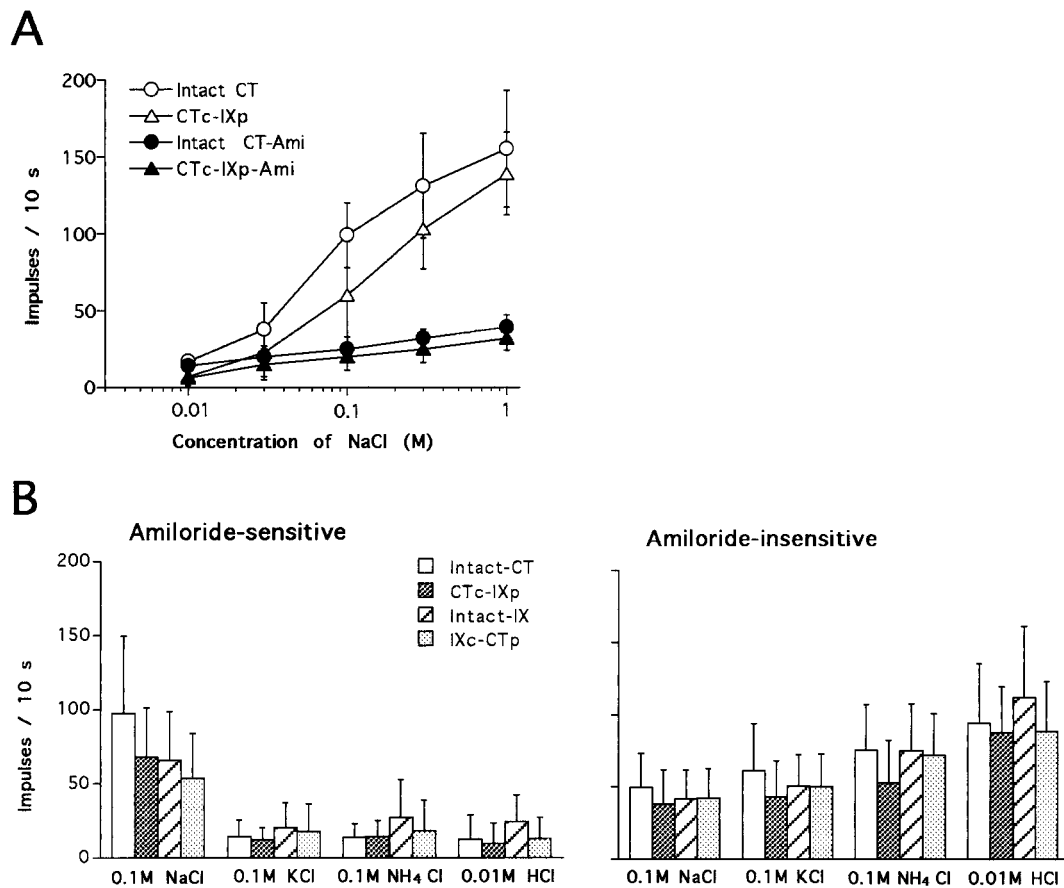 A
200
150
100
50
0
Impulses / 10 s
Intact CT
CTc-IXp
Intact CT-Ami
CTc-IXp-Ami
0.01
0.1
1
Concentration of NaCl (M)
B
Amiloride-sensitive
Amiloride-insensitive
200
150
100
50
0
Impulses / 10 s
Intact-CT
CTc-IXp
Intact-IX
IXc-CTp
0.1M NaCl 0.1M KCl 0.1M NH4 Cl 0.01M HCl
0.1M NaCl 0.1M KCl 0.1M NH4 Cl 0.01M HCl